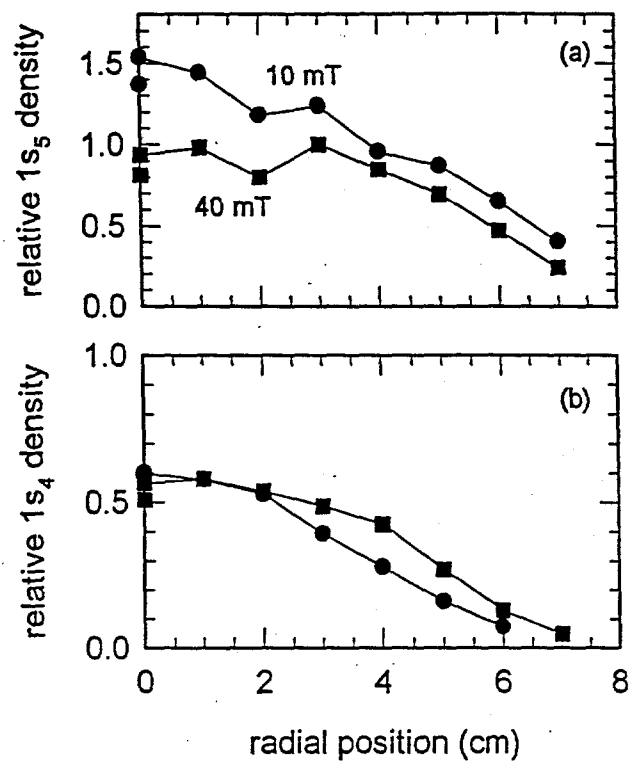 (a)
1.5
10 mT
1.0
40 mT
0.5
0.0
relative 1s₅ density
1.0
(b)
0.5
0.0
relative 1s₄ density
0 2 4 6 8
radial position (cm)